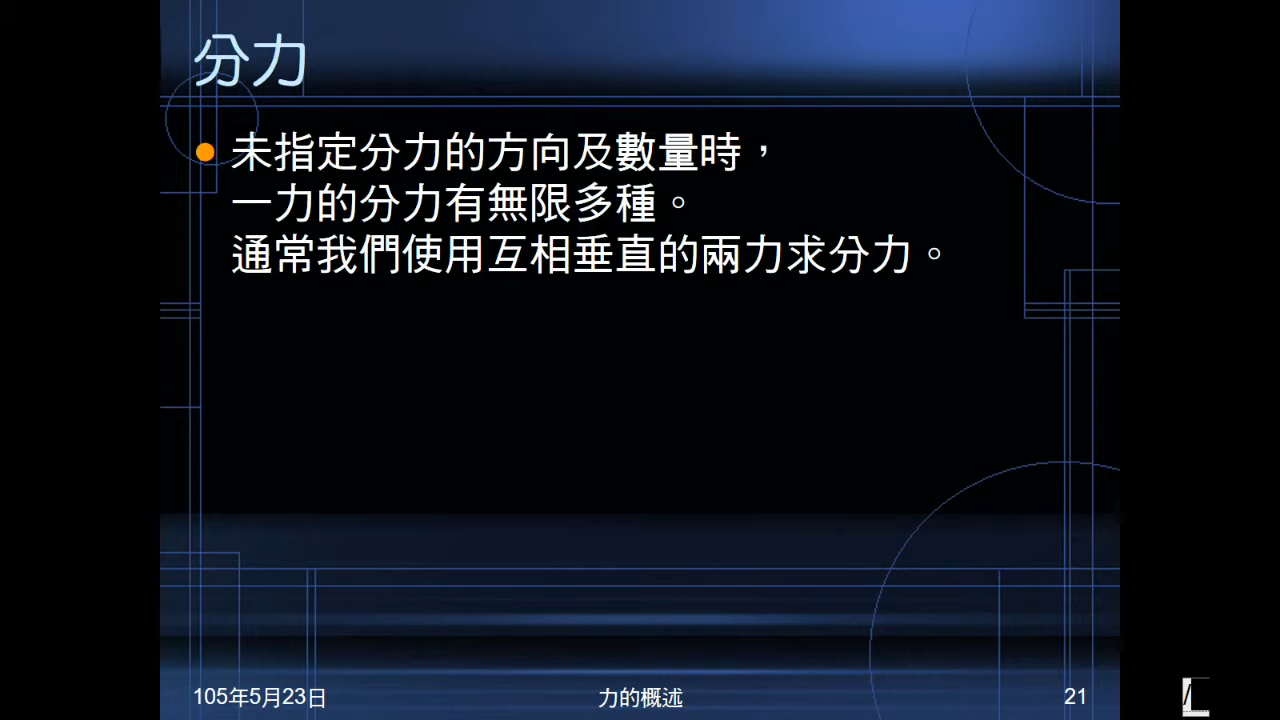 分力
未指定分力的方向及數量時，
一力的分力有無限多種。
通常我們使用互相垂直的兩力求分力。
105年5月23日
力的概述
21